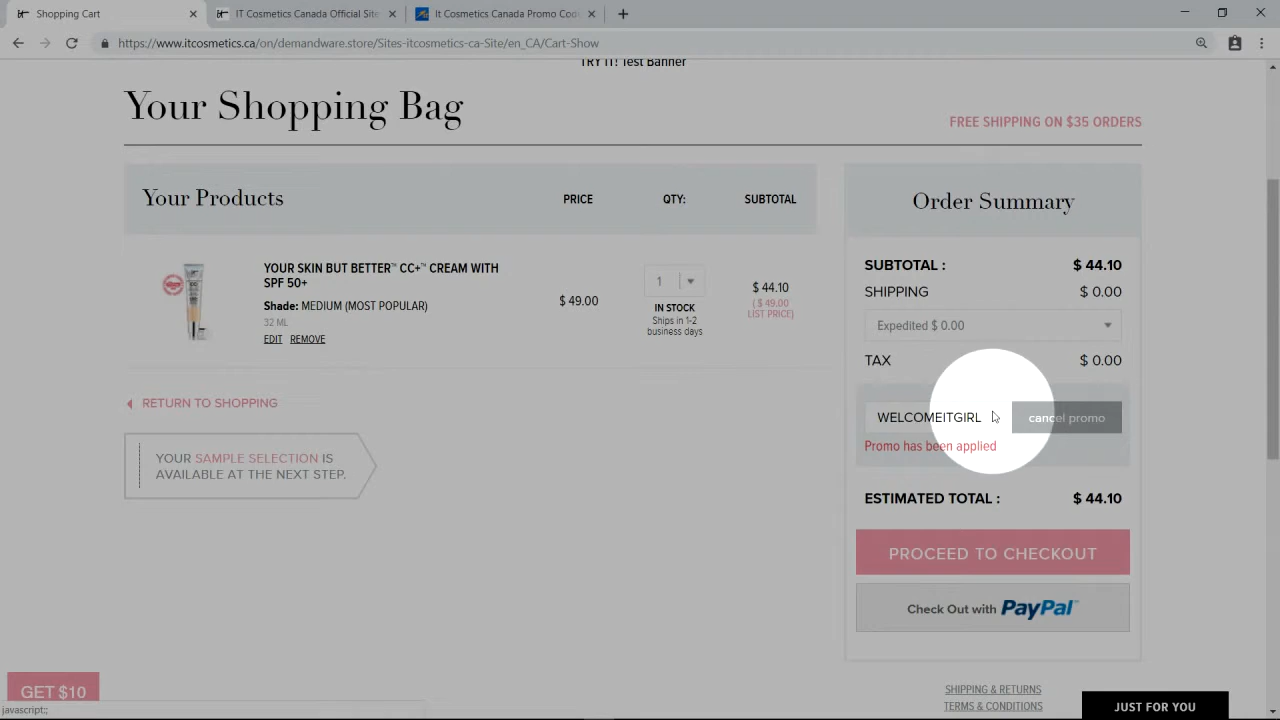 Shopping Cart
IT Cosmetics Canada Official Site
It Cosmetics Canada Promo Cod
https://www.itcosmetics.ca/on/demandware.store/Sites-itcosmetics-ca-Site/en_CA/Cart-Show
TRY IT! Test Banner
Your Shopping Bag
FREE SHIPPING ON $35 ORDERS
Your Products
PRICE
QTY:
SUBTOTAL
YOUR SKIN BUT BETTER™ CC+™ CREAM WITH
SPF 50+
Shade: MEDIUM (MOST POPULAR)
32 ML
EDIT REMOVE
$ 49.00
1
IN STOCK
Ships in 1-2
business days
$ 44.10
( $ 49.00
LIST PRICE)
RETURN TO SHOPPING
YOUR SAMPLE SELECTION IS
AVAILABLE AT THE NEXT STEP.
Order Summary
SUBTOTAL : $ 44.10
SHIPPING $ 0.00
Expedited $ 0.00
TAX $ 0.00
WELCOMEITGIRL
cancel promo
Promo has been applied
ESTIMATED TOTAL : $ 44.10
PROCEED TO CHECKOUT
Check Out with PayPal™
SHIPPING & RETURNS
TERMS & CONDITIONS
GET $10
JUST FOR YOU
javascript:;